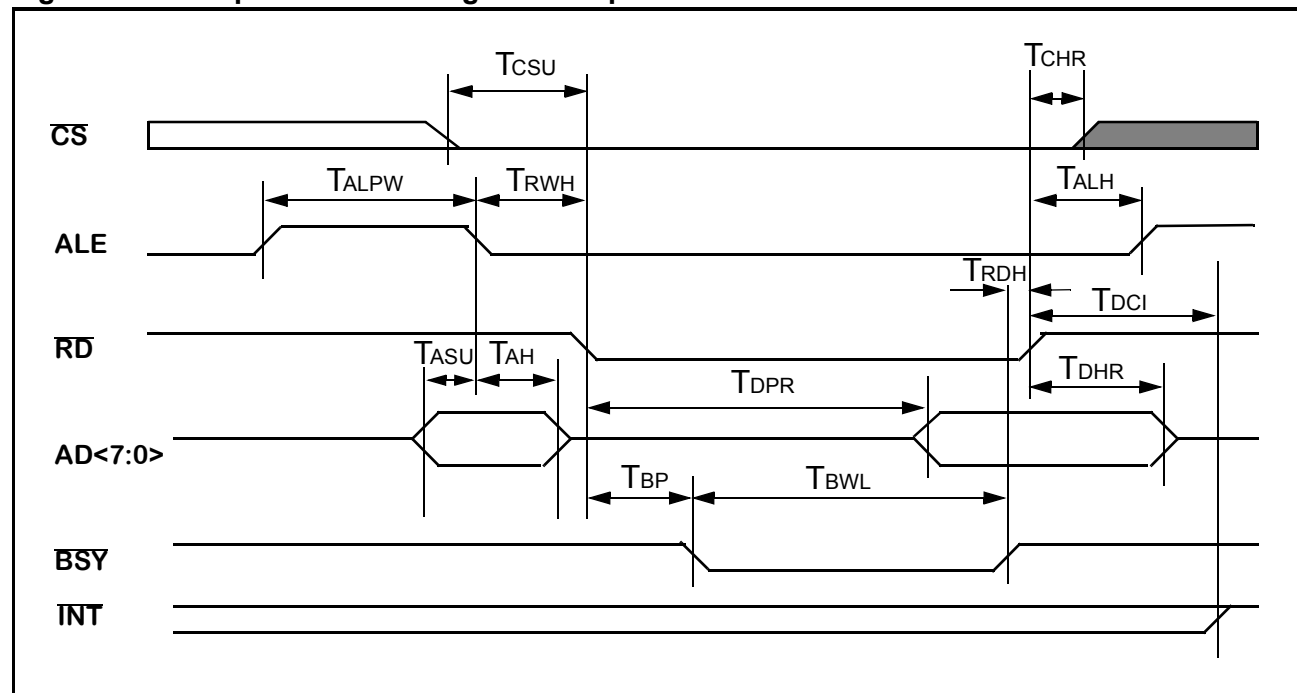 TCSU TCHR
CS
TALPW TRWH TALH
ALE
TRDH
TDCI
RD
TASU TAH
TDHR
TDPR
AD<7:0>
TBP TBWL
BSY
INT